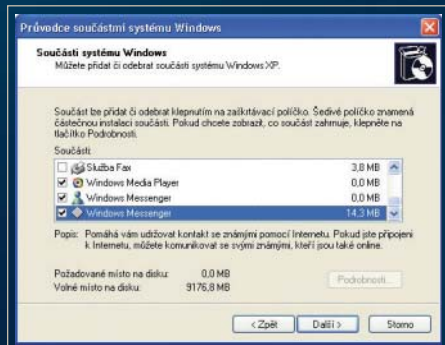 Průvodce součástmi systému Windows
Součásti systému Windows
Můžete přidat či odebrat součásti systému Windows XP.
Součást lze přidat či odebrat klepnutím na zaškrtávací políčko. Šedivé políčko znamená
částečnou instalaci součásti. Pokud chcete zobrazit, co součást zahrnuje, klepněte na
tlačítko Podrobnosti.
Součásti:
Služba Fax 3,8 MB
Windows Media Player 0,0 MB
Windows Messenger 0,0 MB
Windows Messenger 14,3 MB
Popis: Pomáhá vám udržovat kontakt se známými pomocí Internetu. Pokud jste připojeni
k Internetu, můžete komunikovat se svými známými, kteří jsou také online.
Požadované místo na disku: 0,0 MB
Volné místo na disku: 9176,8 MB
Podrobnosti...
< Zpět
Další >
Storno